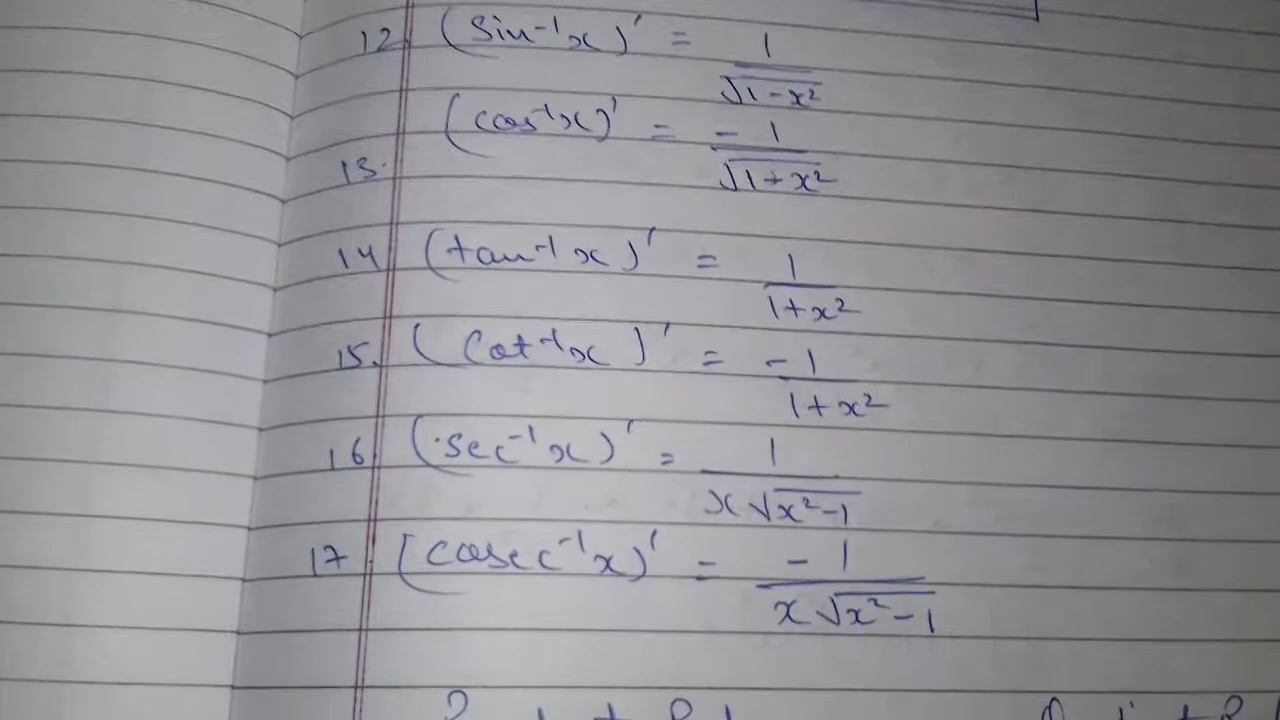 12. (sin⁻¹x)' = 1/√1-x²
13. (cos⁻¹x)' = -1/√1+x²
14 (tan⁻¹x)' = 1/1+x²
15. (Cot⁻¹x)' = -1/1+x²
16 (sec⁻¹x)' = 1/x√x²-1
17 (cosec⁻¹x)' = -1/x√x²-1